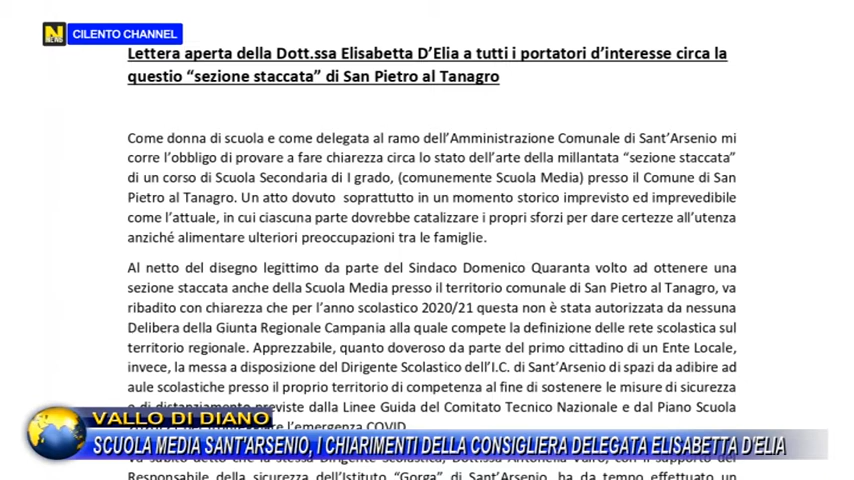 N
NEWS
CILENTO CHANNEL
Lettera aperta della Dott.ssa Elisabetta D'Elia a tutti i portatori d'interesse circa la
questio "sezione staccata" di San Pietro al Tanagro
Come donna di scuola e come delegata al ramo dell'Amministrazione Comunale di Sant'Arsenio mi
corre l'obbligo di provare a fare chiarezza circa lo stato dell'arte della millantata "sezione staccata"
di un corso di Scuola Secondaria di I grado, (comunemente Scuola Media) presso il Comune di San
Pietro al Tanagro. Un atto dovuto soprattutto in un momento storico imprevisto ed imprevedibile
come l'attuale, in cui ciascuna parte dovrebbe catalizzare i propri sforzi per dare certezze all'utenza
anziché alimentare ulteriori preoccupazioni tra le famiglie.
Al netto del disegno legittimo da parte del Sindaco Domenico Quaranta volto ad ottenere una
sezione staccata anche della Scuola Media presso il territorio comunale di San Pietro al Tanagro, va
ribadito con chiarezza che per l'anno scolastico 2020/21 questa non è stata autorizzata da nessuna
Delibera della Giunta Regionale Campania alla quale compete la definizione delle rete scolastica sul
territorio regionale. Apprezzabile, quanto doveroso da parte del primo cittadino di un Ente Locale,
invece, la messa a disposizione del Dirigente Scolastico dell'I.C. di Sant'Arsenio di spazi da adibire ad
aule scolastiche presso il proprio territorio di competenza al fine di sostenere le misure di sicurezza
e di distanziamento previste dalla Linee Guida del Comitato Tecnico Nazionale e dal Piano Scuola
l'emergenza COVID.
VALLO DI DIANO
SCUOLA MEDIA SANT'ARSENIO, I CHIARIMENTI DELLA CONSIGLIERA DELEGATA ELISABETTA D'ELIA
Responsabile della sicurezza dell'Istituto "Gorga" di Sant'Arsenio, ha da tempo effettuato un